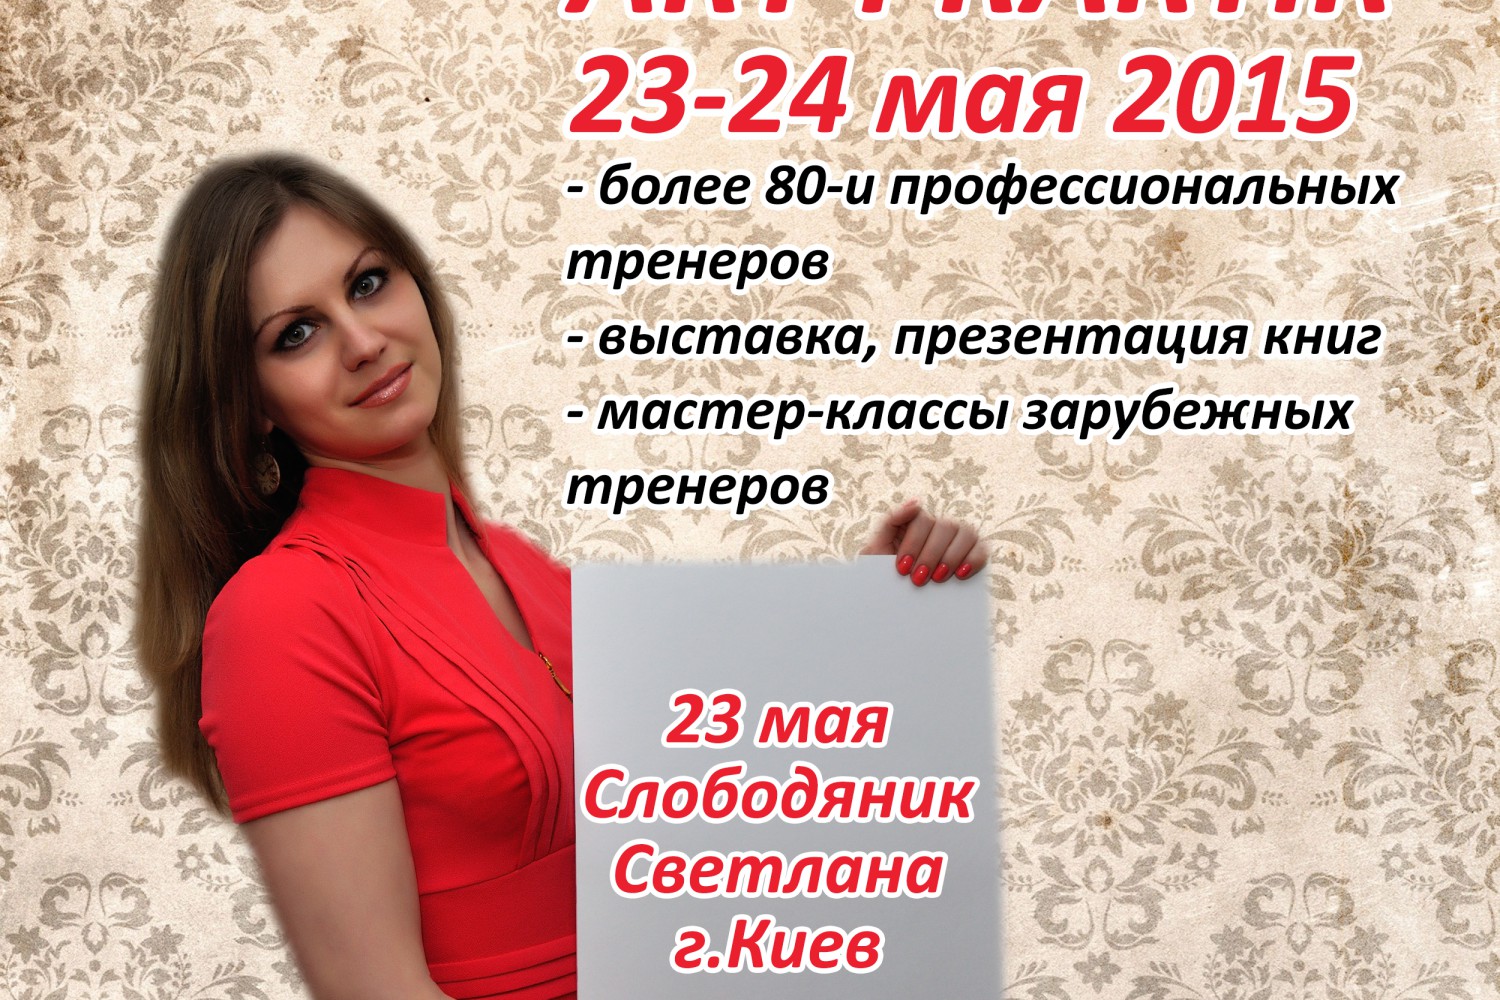 23-24 мая 2015
- более 80-и профессиональных
тренеров
- выставка, презентация книг
- мастер-классы зарубежных
тренеров
23 мая
Слободяник
Светлана
г.Киев